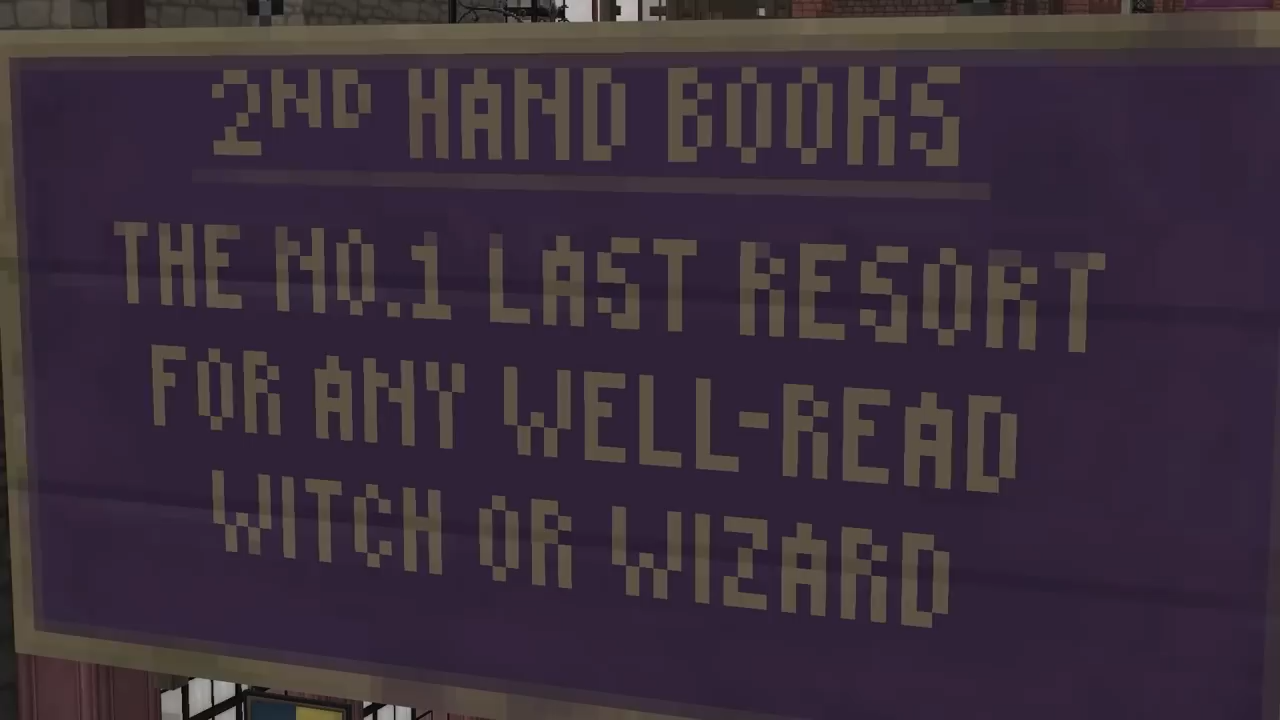 2ND HAND BOOKS
THE NO.1 LAST RESORT
FOR ANY WELL-READ
WITCH OR WIZARD